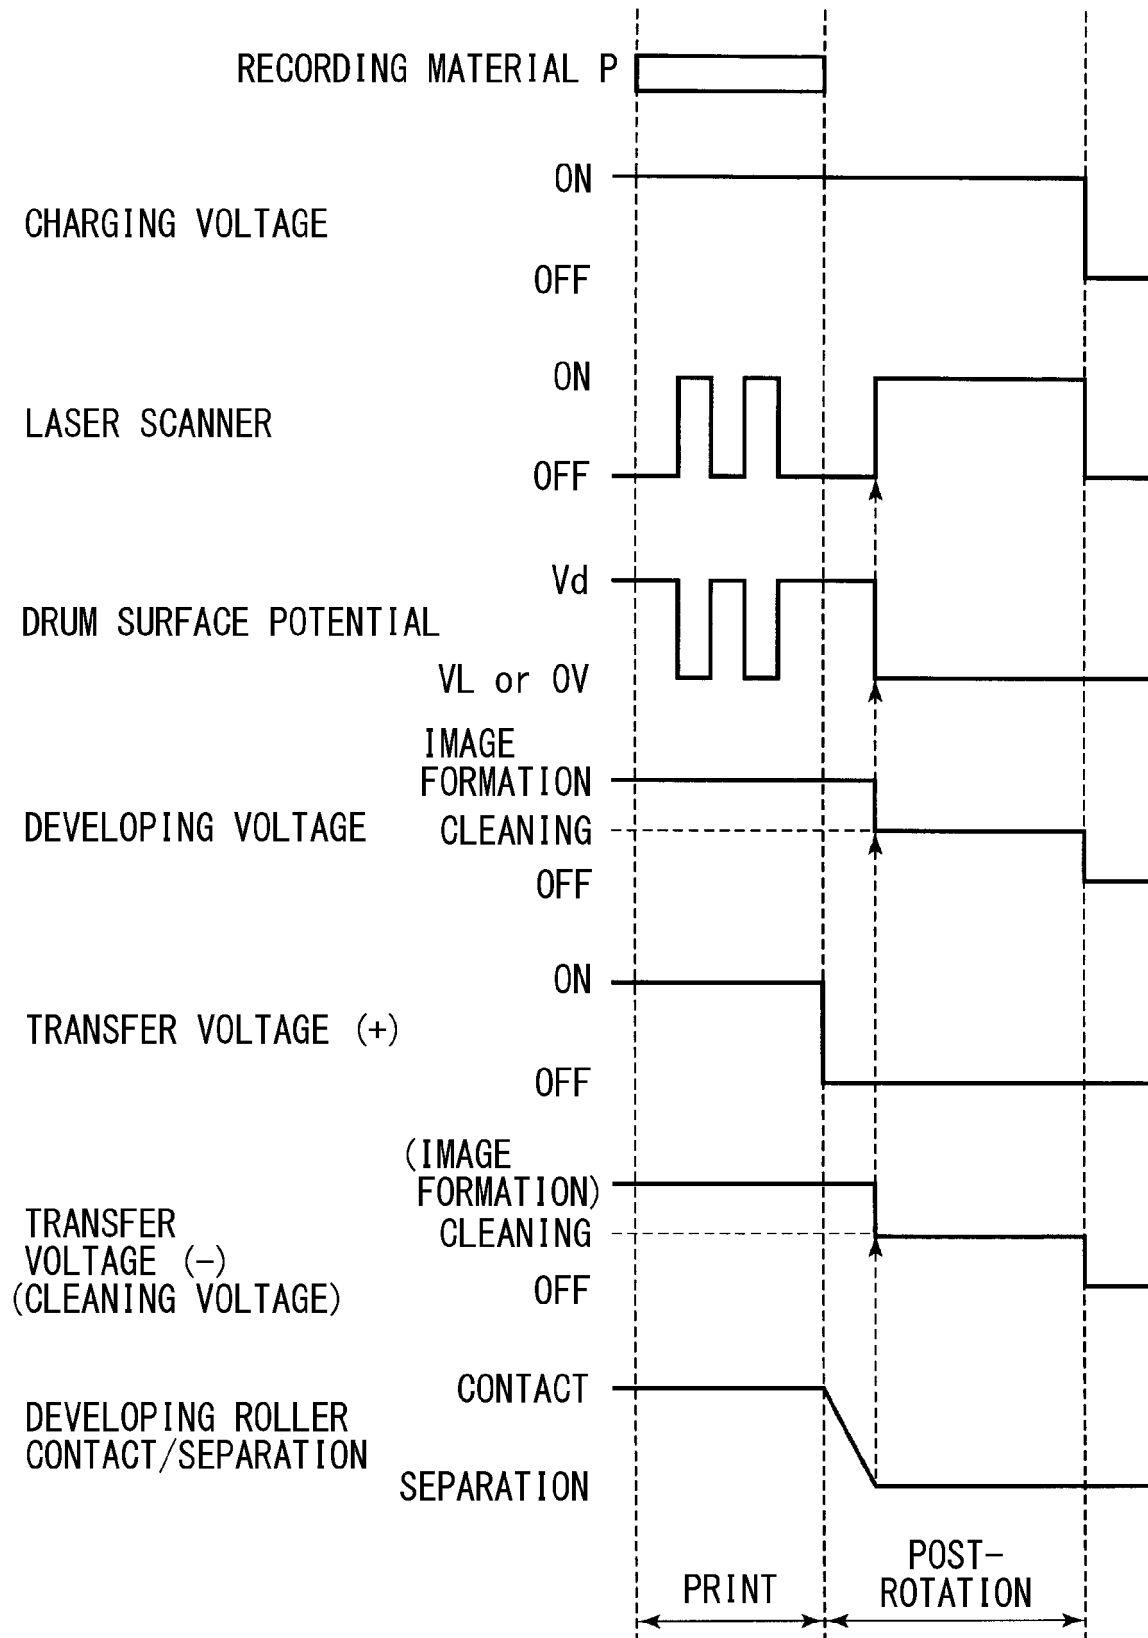 RECORDING MATERIAL P
ON
CHARGING VOLTAGE
OFF
ON
LASER SCANNER
OFF
Vd
DRUM SURFACE POTENTIAL
VL or 0V
IMAGE
FORMATION
DEVELOPING VOLTAGE
CLEANING
OFF
ON
TRANSFER VOLTAGE (+)
OFF
(IMAGE
FORMATION)
CLEANING
TRANSFER
VOLTAGE (−)
(CLEANING VOLTAGE)
OFF
CONTACT
DEVELOPING ROLLER
CONTACT/SEPARATION
SEPARATION
PRINT
POST-
ROTATION